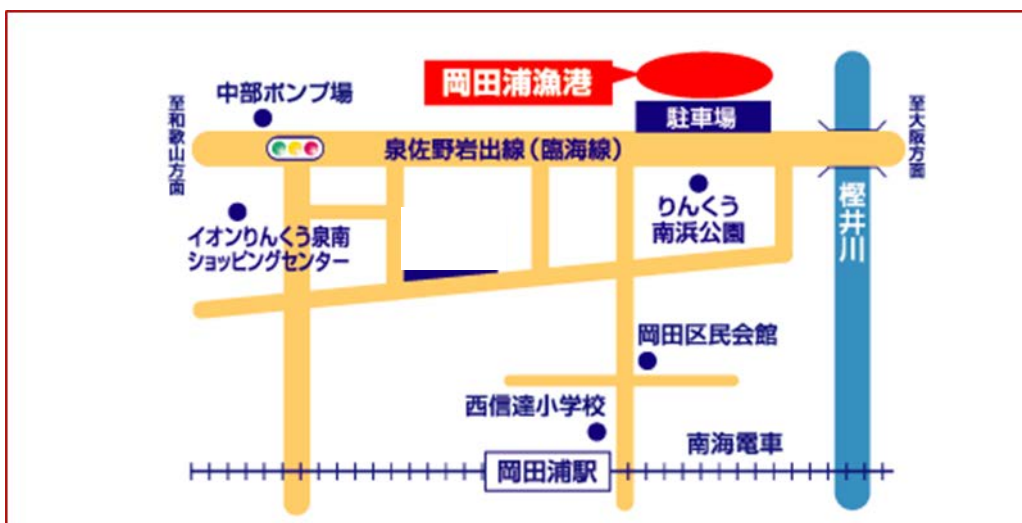 岡田浦漁港
中部ポンプ場
駐車場
至和歌山方面
至大阪方面
泉佐野岩出線(臨海線)
りんくう
南浜公園
樫井川
イオンりんくう泉南
ショッピングセンター
岡田区民会館
西信達小学校
南海電車
岡田浦駅